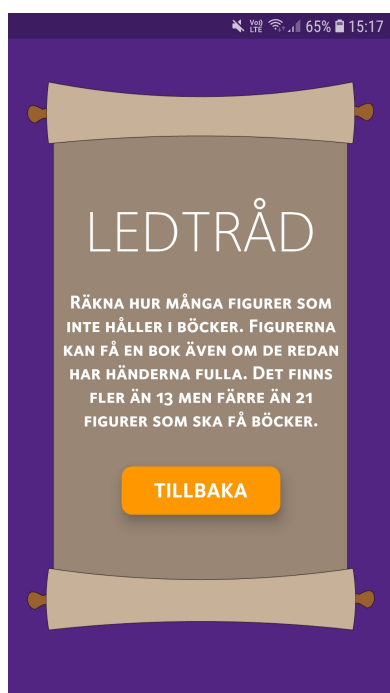 Vo)) LTE 65% 15:17
LEDTRÅD
RÄKNA HUR MÅNGA FIGURER SOM
INTE HÅLLER I BÖCKER. FIGURERNA
KAN FÅ EN BOK ÄVEN OM DE REDAN
HAR HÄNDERNA FULLA. DET FINNS
FLER ÄN 13 MEN FÄRRE ÄN 21
FIGURER SOM SKA FÅ BÖCKER.
TILLBAKA